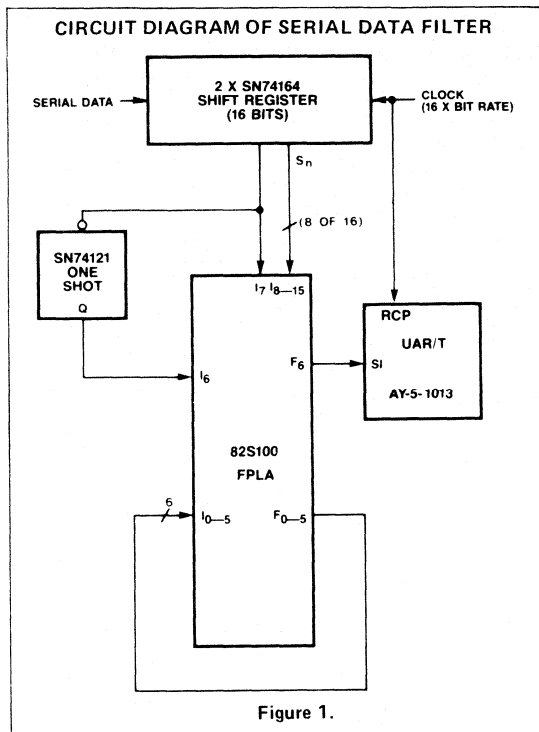 CIRCUIT DIAGRAM OF SERIAL DATA FILTER
2 X SN74164
SHIFT REGISTER
(16 BITS)
SERIAL DATA
CLOCK
(16 X BIT RATE)
Sn
(8 OF 16)
SN74121
ONE
SHOT
Q
I7 I8—15
RCP
UAR/T
SI
AY-5-1013
I6
F6
82S100
FPLA
6
I0—5
F0—5
Figure 1.